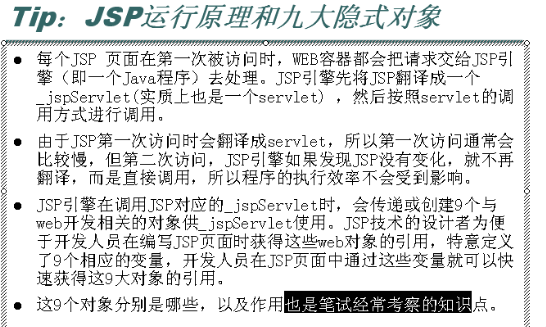 Tip：JSP运行原理和九大隐式对象
每个JSP 页面在第一次被访问时，WEB容器都会把请求交给JSP引
擎（即一个Java程序）去处理。JSP引擎先将JSP翻译成一个
_jspServlet(实质上也是一个servlet) ，然后按照servlet的调
用方式进行调用。
由于JSP第一次访问时会翻译成servlet，所以第一次访问通常会
比较慢，但第二次访问，JSP引擎如果发现JSP没有变化，就不再
翻译，而是直接调用，所以程序的执行效率不会受到影响。
JSP引擎在调用JSP对应的_jspServlet时，会传递或创建9个与
web开发相关的对象供_jspServlet使用。JSP技术的设计者为便
于开发人员在编写JSP页面时获得这些web对象的引用，特意定义
了9个相应的变量，开发人员在JSP页面中通过这些变量就可以快
速获得这9大对象的引用。
这9个对象分别是哪些，以及作用也是笔试经常考察的知识点。